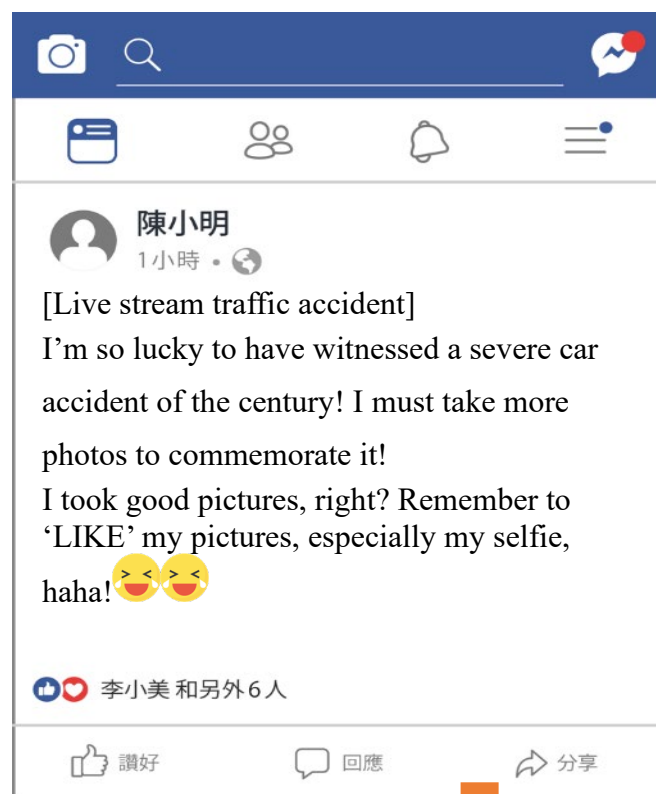 陳小明
1小時 •
[Live stream traffic accident]
I’m so lucky to have witnessed a severe car
accident of the century! I must take more
photos to commemorate it!
I took good pictures, right? Remember to
‘LIKE’ my pictures, especially my selfie,
haha!
李小美 和另外6人
讚好 回應 分享